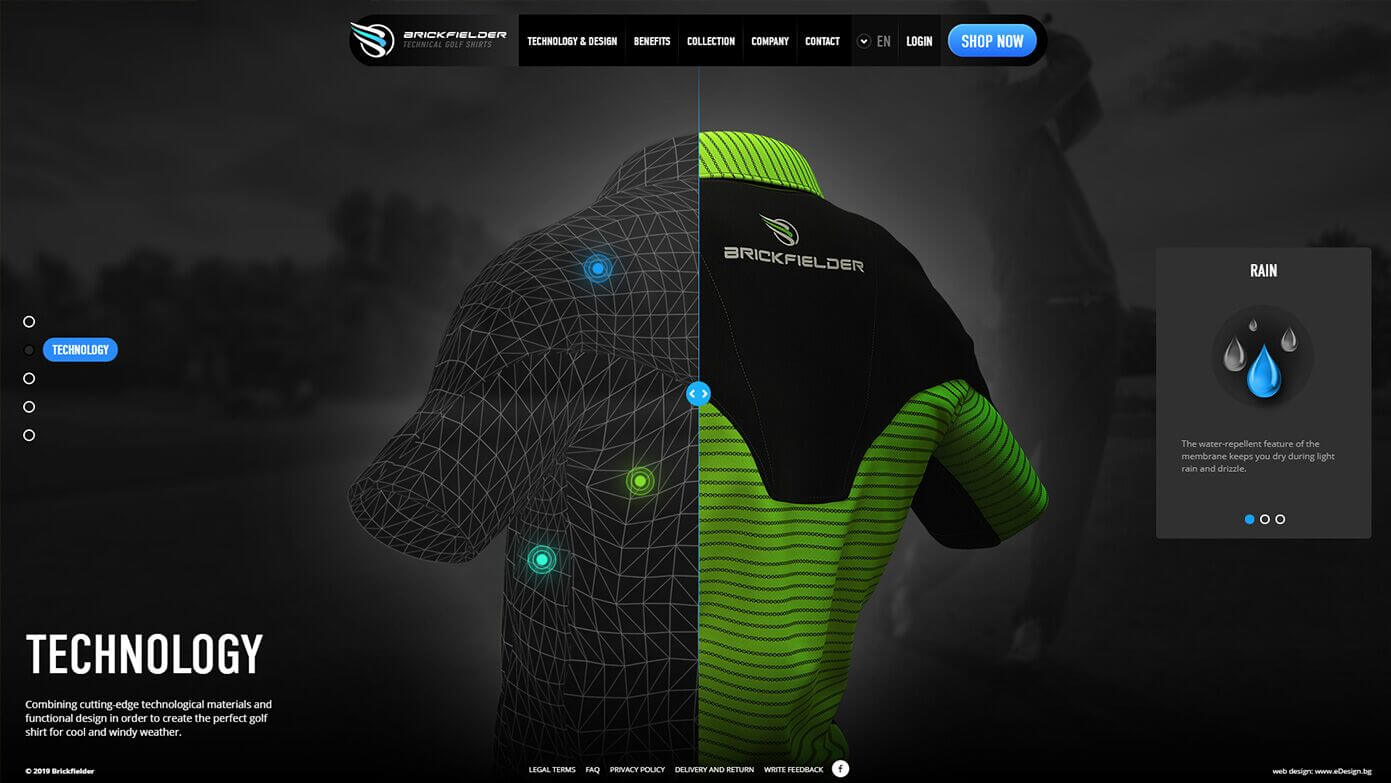 BRICKFIELDER
TECHNICAL GOLF SHIRTS
TECHNOLOGY & DESIGN
BENEFITS
COLLECTION
COMPANY
CONTACT
EN
LOGIN
SHOP NOW
BRICKFIELDER
RAIN
TECHNOLOGY
The water-repellent feature of the
membrane keeps you dry during light
rain and drizzle.
TECHNOLOGY
Combining cutting-edge technological materials and
functional design in order to create the perfect golf
shirt for cool and windy weather.
© 2019 Brickfielder
LEGAL TERMS
FAQ
PRIVACY POLICY
DELIVERY AND RETURN
WRITE FEEDBACK
f
web design: www.eDesign.bg